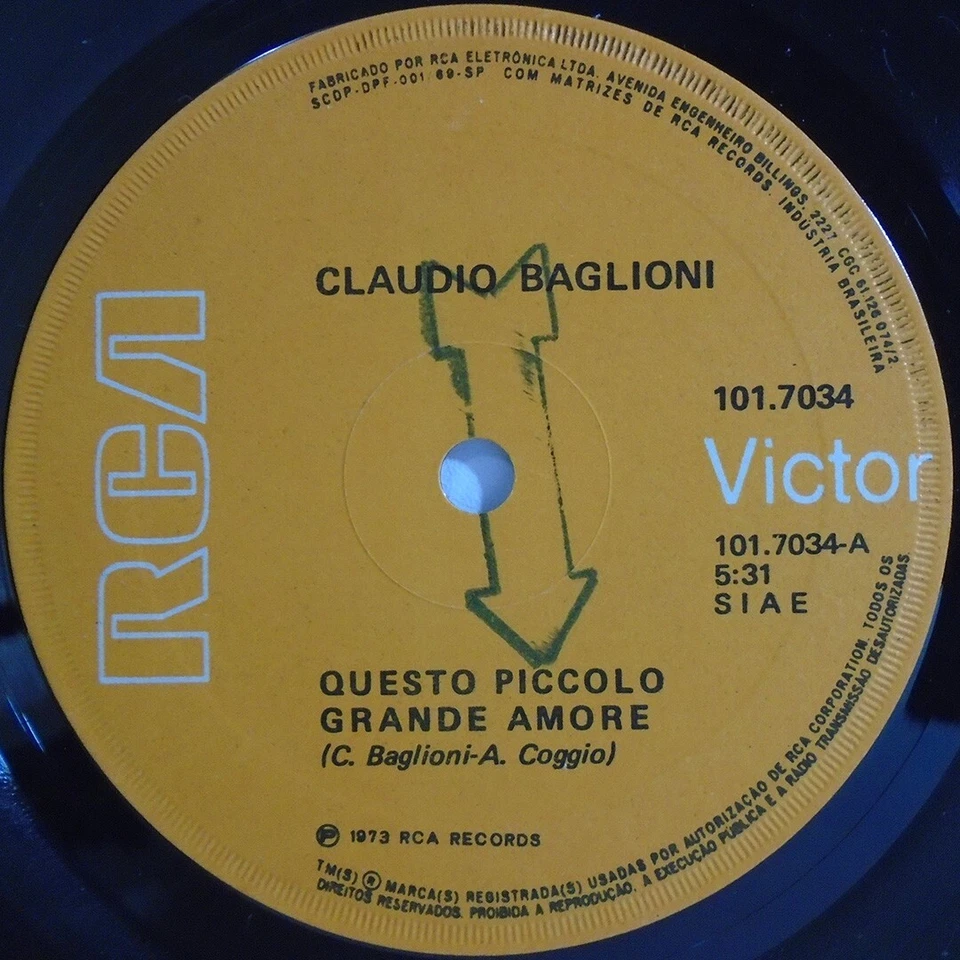 FABRICADO POR RCA ELETRÔNICA LTDA. AVENIDA ENGENHEIRO BILLINGS, 2227 CGC 61.126.074/2
SCDP-DPF-001/69-SP COM MATRIZES DE RCA RECORDS. INDÚSTRIA BRASILEIRA
CLAUDIO BAGLIONI
RCA
101.7034
Victor
101.7034-A
5:31
SIAE
QUESTO PICCOLO
GRANDE AMORE
(C. Baglioni-A. Coggio)
Ⓟ 1973 RCA RECORDS
TM(S) ® MARCA(S) REGISTRADA(S) USADAS POR AUTORIZAÇÃO DE RCA CORPORATION. TODOS OS
DIREITOS RESERVADOS. PROIBIDA A REPRODUÇÃO, A EXECUÇÃO PÚBLICA E A RÁDIO TRANSMISSÃO DESAUTORIZADAS.